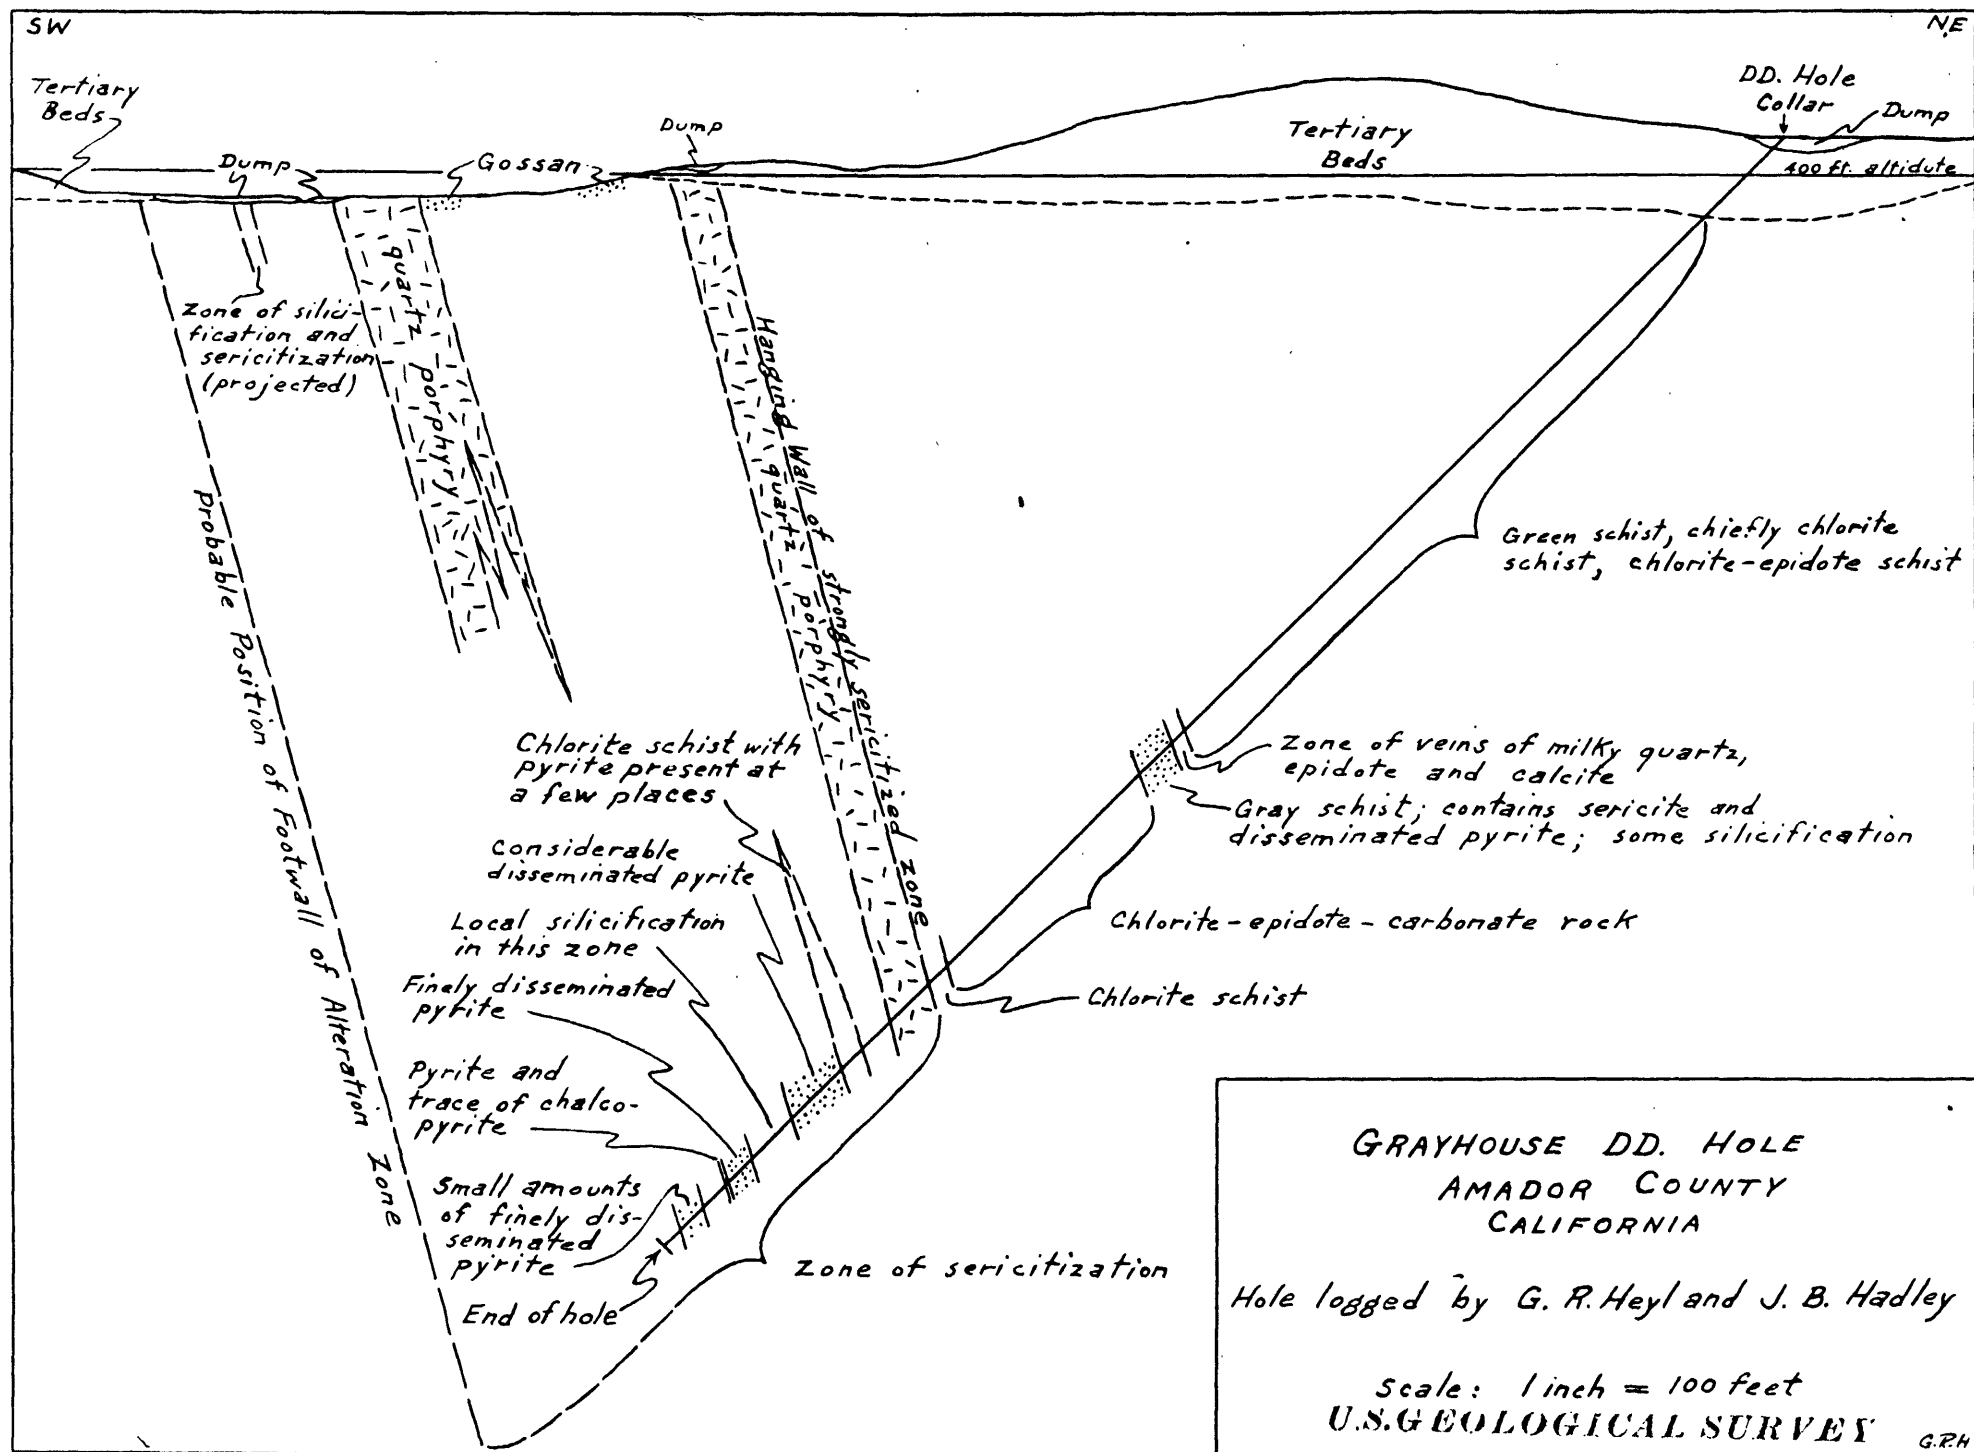 SW
NE
Tertiary
Beds
Dump
Gossan
Dump
Tertiary
Beds
DD. Hole
Collar
Dump
400 ft. altidute
Zone of silici-
fication and
sericitization
(projected)
quartz porphyry
Hanging Wall of strongly sericitized zone
quartz porphyry
Probable Position of Footwall of Alteration Zone
Green schist, chiefly chlorite
schist, chlorite-epidote schist
Zone of veins of milky quartz,
epidote and calcite
Gray schist; contains sericite and
disseminated pyrite; some silicification
Chlorite-epidote-carbonate rock
Chlorite schist
Chlorite schist with
pyrite present at
a few places
Considerable
disseminated pyrite
Local silicification
in this zone
Finely disseminated
pyrite
Pyrite and
trace of chalco-
pyrite
Small amounts
of finely dis-
seminated
pyrite
End of hole
Zone of sericitization
GRAYHOUSE DD. HOLE
AMADOR COUNTY
CALIFORNIA
Hole logged by G. R. Heyl and J. B. Hadley
Scale: 1 inch = 100 feet
U.S. GEOLOGICAL SURVEY
G.R.H